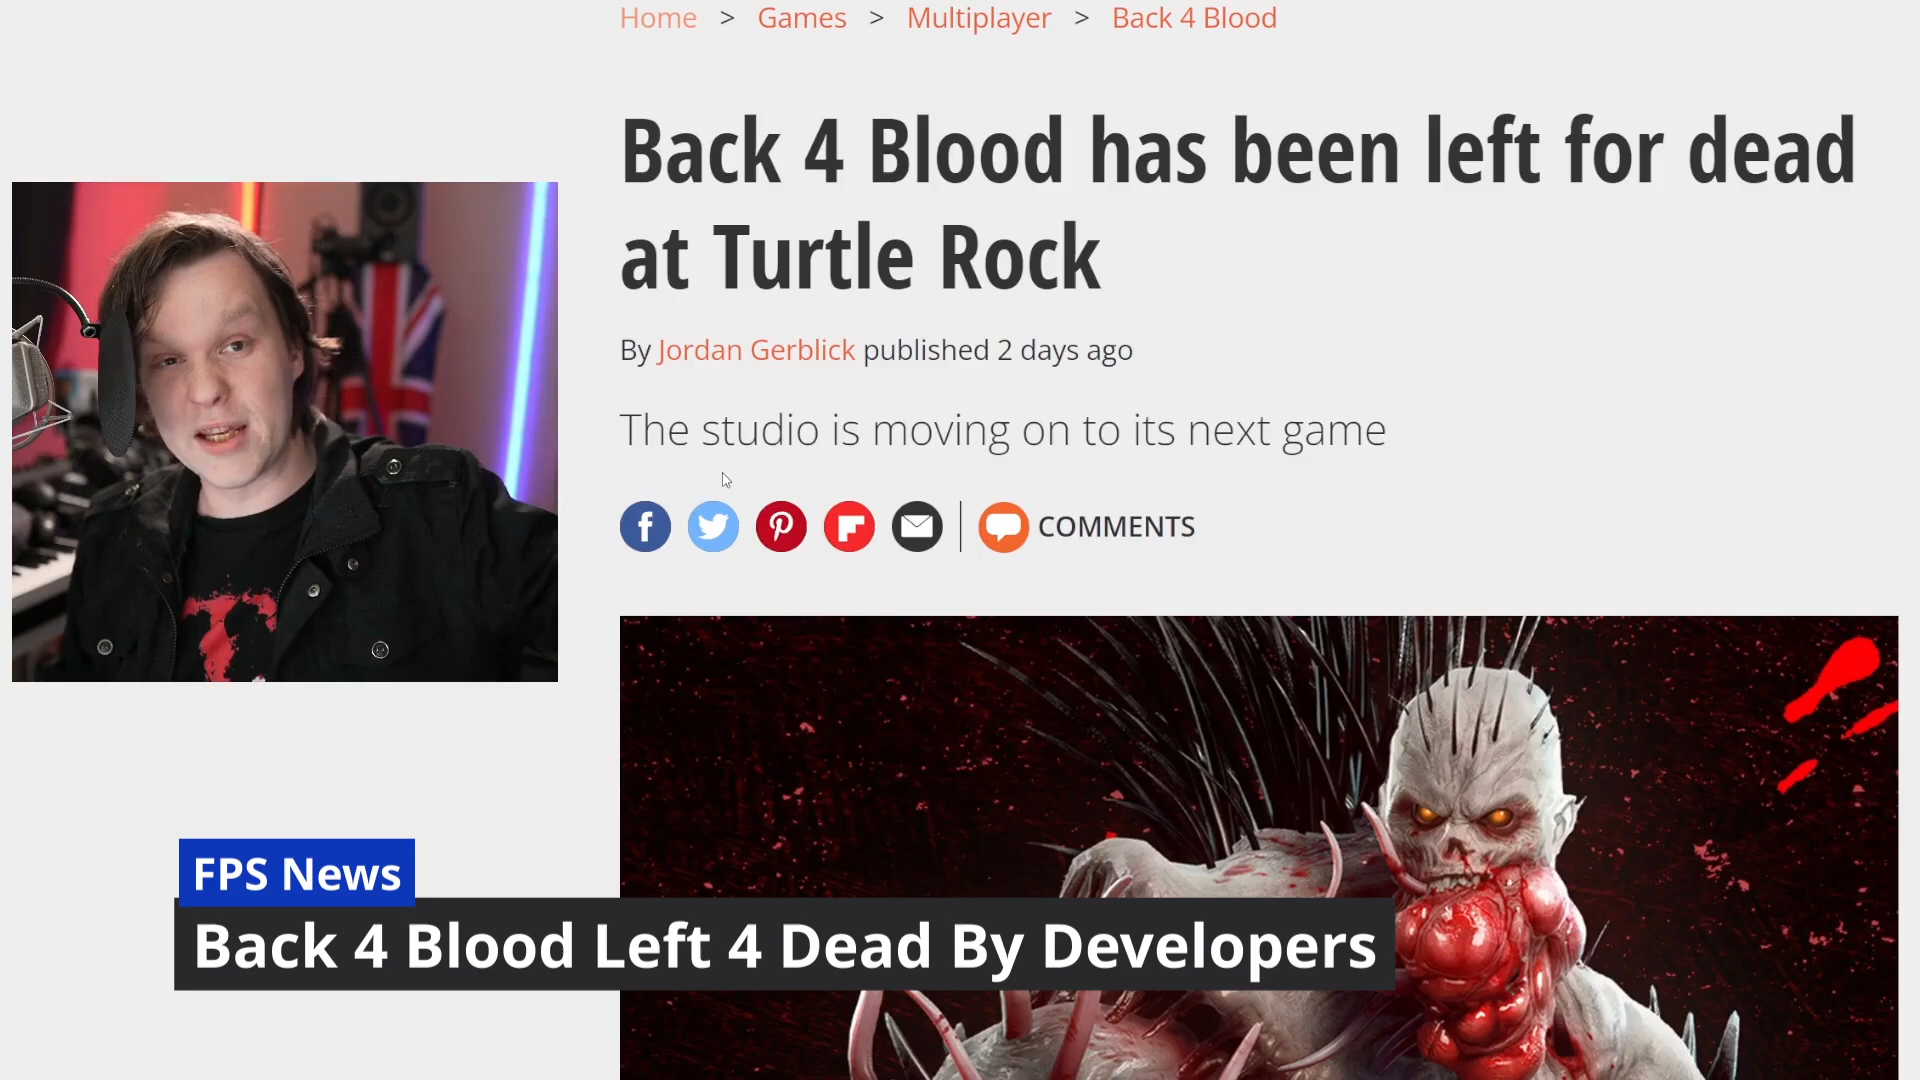 Home > Games > Multiplayer > Back 4 Blood
Back 4 Blood has been left for dead
at Turtle Rock
By Jordan Gerblick published 2 days ago
The studio is moving on to its next game
COMMENTS
FPS News
Back 4 Blood Left 4 Dead By Developers